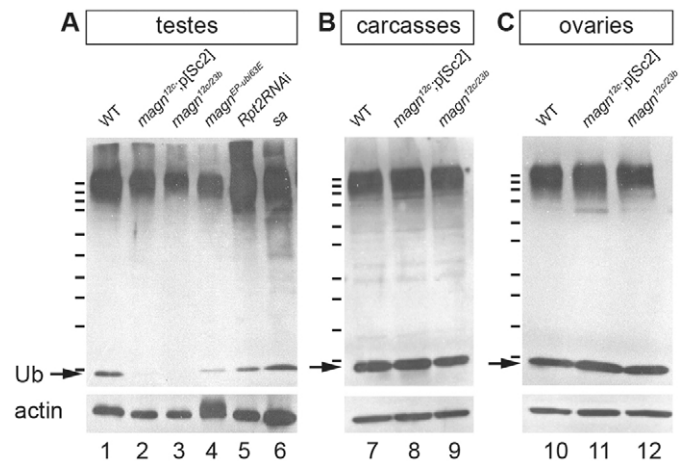 A testes
B carcasses
C ovaries
WT
magn12c-;p[Sc2]
magn12c/23b
magnEP-ubi63E
Rpt2RNAi
sa
WT
magn12c-;p[Sc2]
magn12c/23b
WT
magn12c-;p[Sc2]
magn12c/23b
Ub
actin
1 2 3 4 5 6
7 8 9
10 11 12